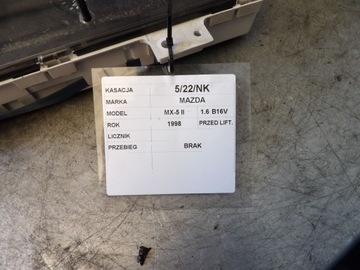 KASACJA 5/22/NK
MARKA MAZDA
MODEL MX-5 II 1.6 B16V
ROK 1998 PRZED LIFT.
LICZNIK
PRZEBIEG BRAK